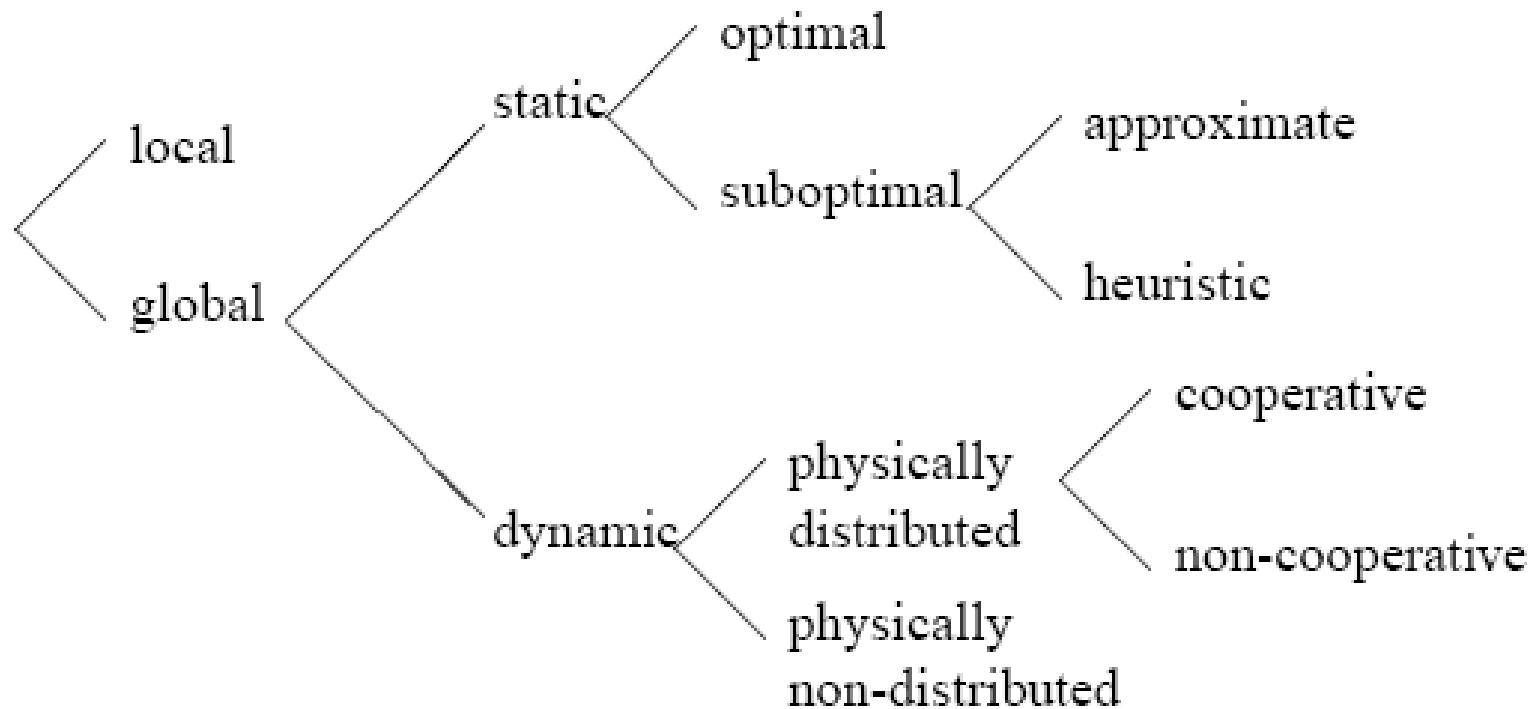 optimal
static
approximate
local
suboptimal
global
heuristic
cooperative
physically
distributed
dynamic
non-cooperative
physically
non-distributed